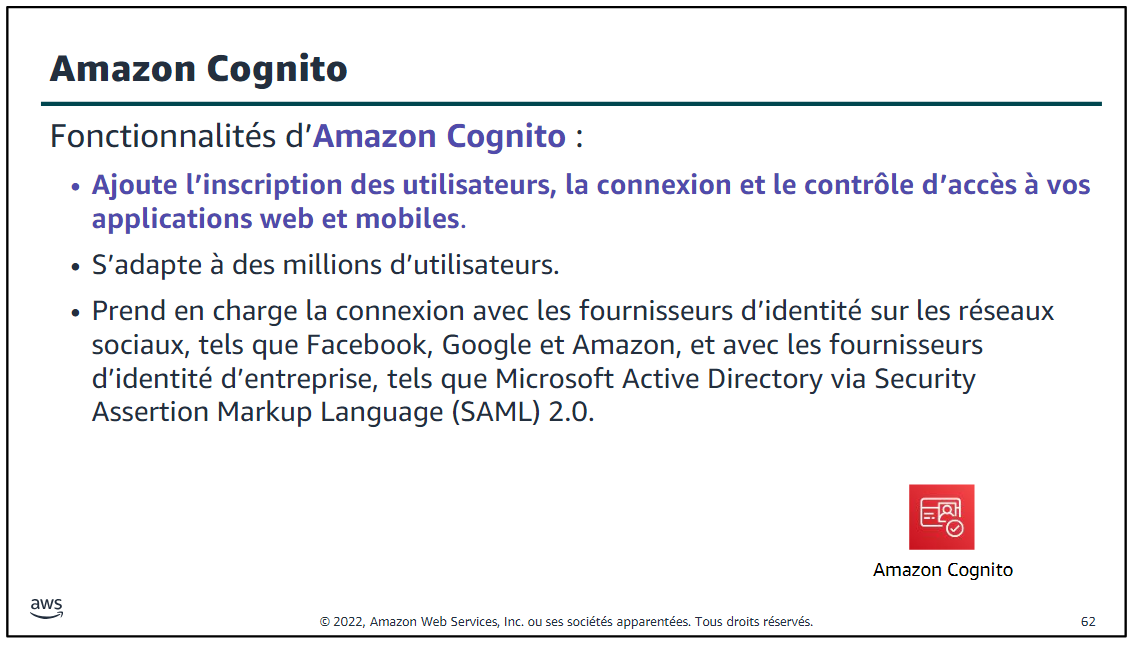 Amazon Cognito
Fonctionnalités d’Amazon Cognito :
• Ajoute l’inscription des utilisateurs, la connexion et le contrôle d’accès à vos
applications web et mobiles.
• S’adapte à des millions d’utilisateurs.
• Prend en charge la connexion avec les fournisseurs d’identité sur les réseaux
sociaux, tels que Facebook, Google et Amazon, et avec les fournisseurs
d’identité d’entreprise, tels que Microsoft Active Directory via Security
Assertion Markup Language (SAML) 2.0.
Amazon Cognito
aws
© 2022, Amazon Web Services, Inc. ou ses sociétés apparentées. Tous droits réservés.
62